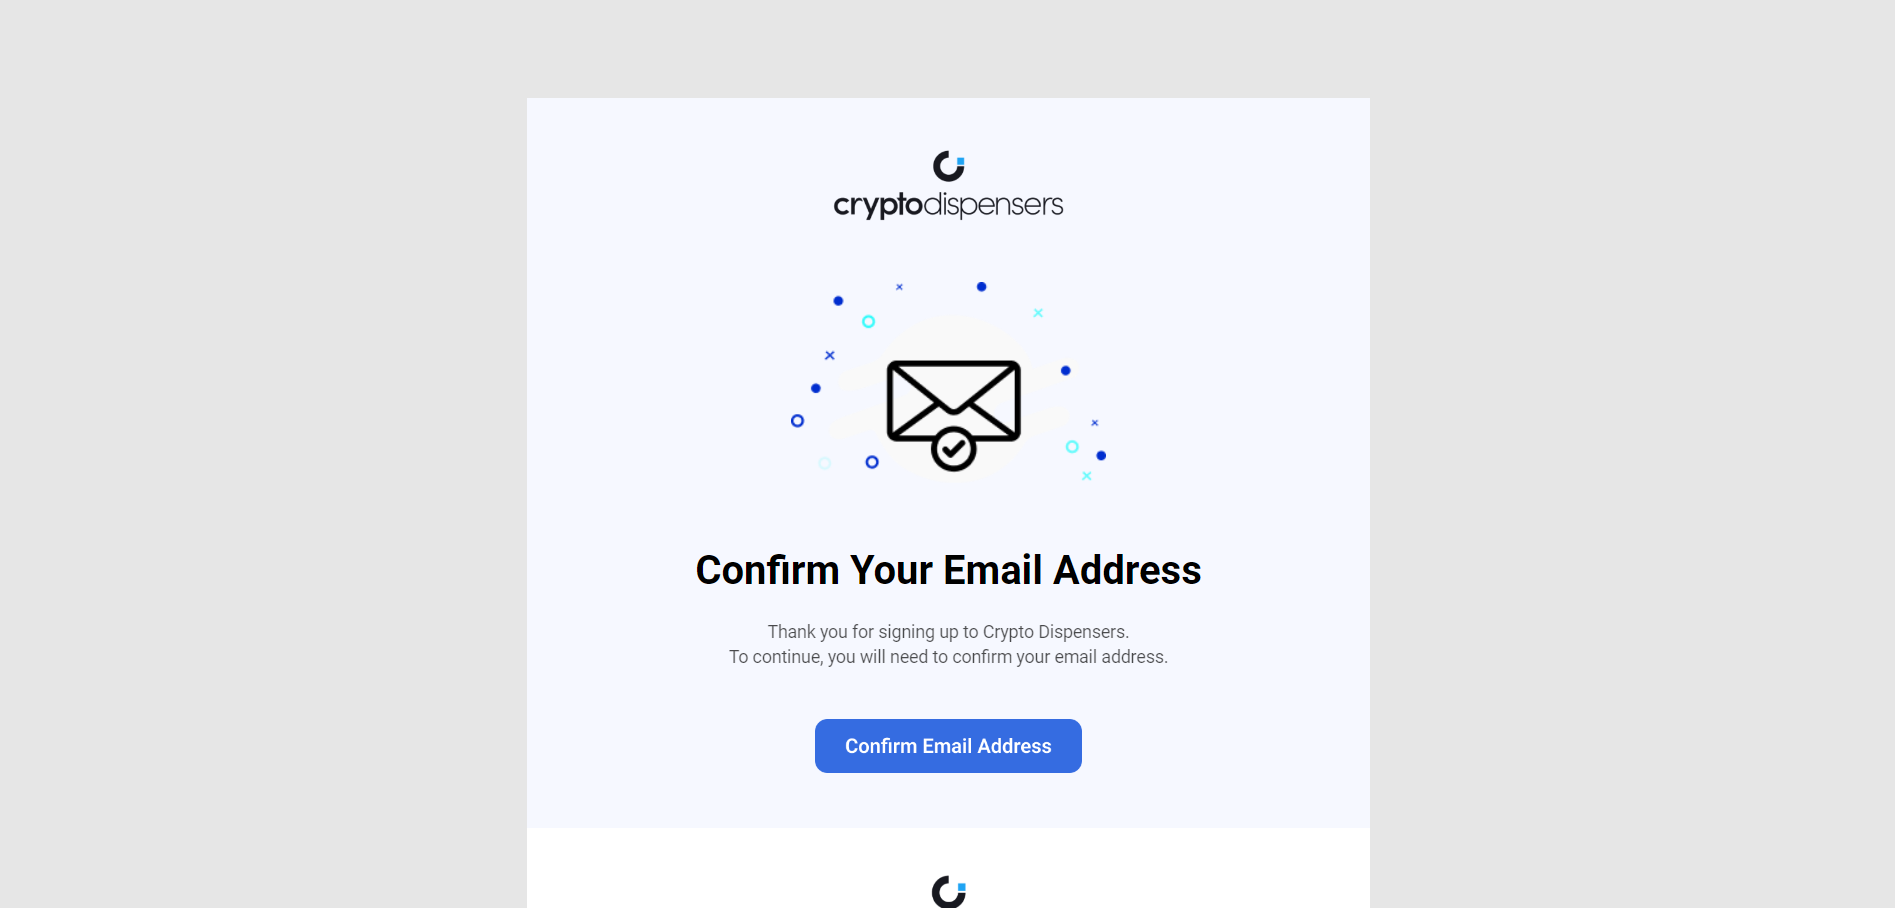 cryptodispensers
Confirm Your Email Address
Thank you for signing up to Crypto Dispensers.
To continue, you will need to confirm your email address.
Confirm Email Address